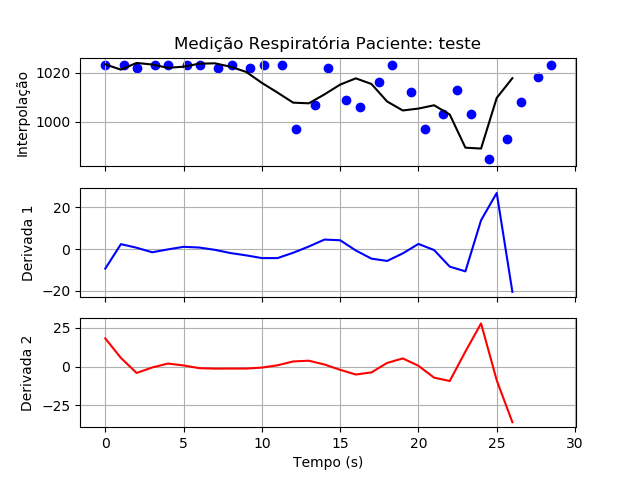 Medição Respiratória Paciente: teste
Interpolação
1020
1000
Derivada 1
20
0
−20
Derivada 2
25
0
−25
0 5 10 15 20 25 30
Tempo (s)